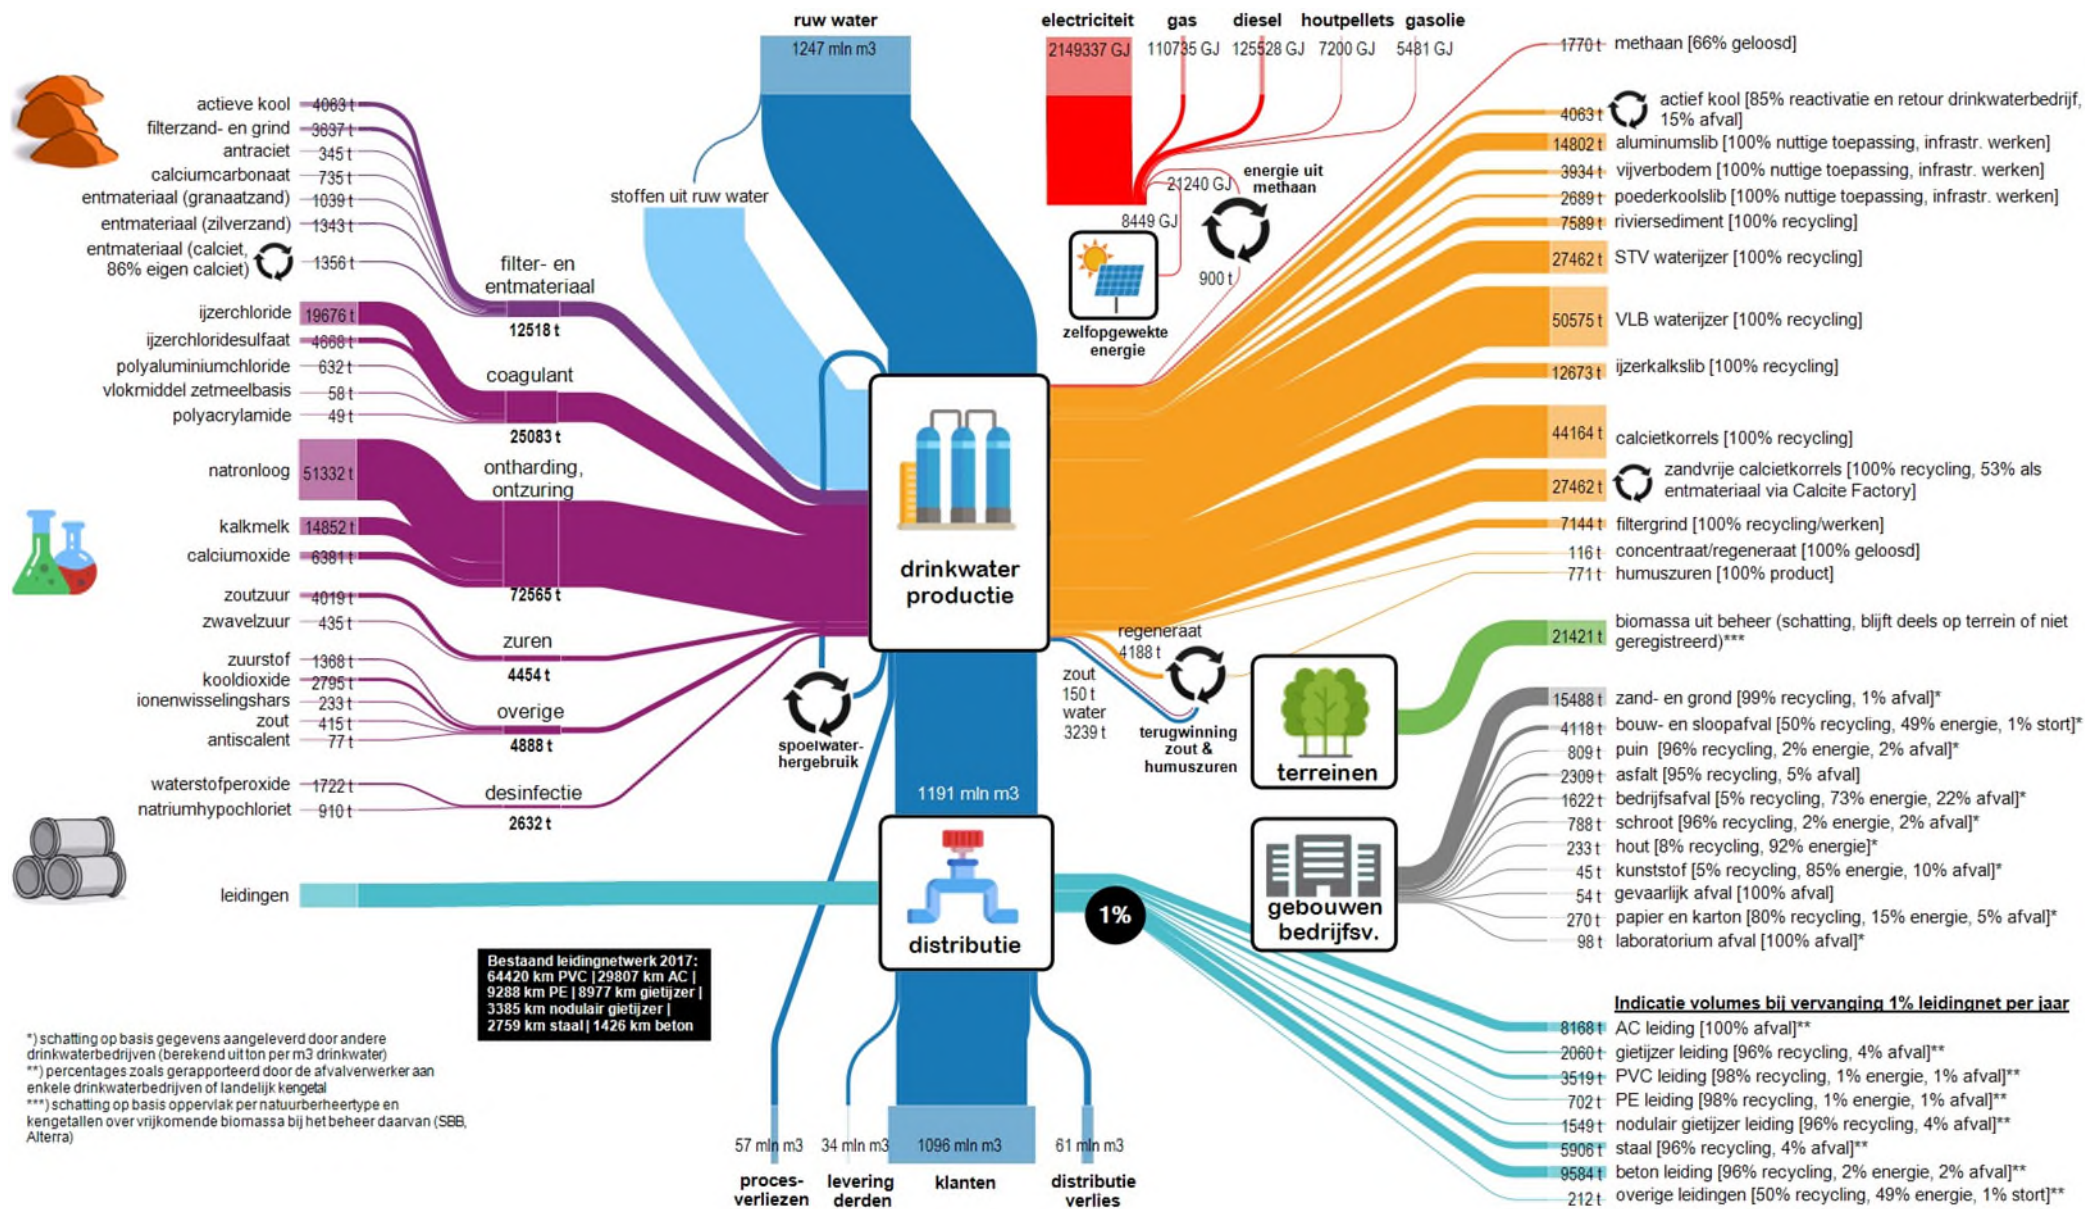 ruw water
1247 mln m3
electriciteit
2149337 GJ
gas
110735 GJ
diesel
125528 GJ
houtpellets
7200 GJ
gasolie
5481 GJ
actieve kool 4063 t
filterzand- en grind 3637 t
antraciet 345 t
calciumcarbonaat 735 t
entmateriaal (granaatzand) 1039 t
entmateriaal (zilverzand) 1343 t
entmateriaal (calciet,
86% eigen calciet) 1356 t
filter- en
entmateriaal
12518 t
ijzerchloride 19676 t
ijzerchloridesulfaat 4668 t
polyaluminiumchloride 632 t
vlokmiddel zetmeelbasis 58 t
polyacrylamide 49 t
coagulant
25083 t
natronloog 51332 t
kalkmelk 14852 t
calciumoxide 6381 t
ontharding,
ontzuring
72565 t
zoutzuur 4019 t
zwavelzuur 435 t
zuren
4454 t
zuurstof 1368 t
kooldioxide 2795 t
ionenwisselingshars 233 t
zout 415 t
antiscalent 77 t
overige
4888 t
waterstofperoxide 1722 t
natriumhypochloriet 910 t
desinfectie
2632 t
leidingen
stoffen uit ruw water
21240 GJ
energie uit
methaan
8449 GJ
900 t
zelfopgewekte
energie
drinkwater
productie
spoelwater-
hergebruik
regeneraat
4188 t
zout
150 t
water
3239 t
terugwinning
zout &
humuszuren
1191 mln m3
distributie
1%
terreinen
gebouwen
bedrijfsv.
1770 t methaan [66% geloosd]
4063 t actief kool [85% reactivatie en retour drinkwaterbedrijf,
15% afval]
14802 t aluminumslib [100% nuttige toepassing, infrastr. werken]
3934 t vijverbodem [100% nuttige toepassing, infrastr. werken]
2689 t poederkoolslib [100% nuttige toepassing, infrastr. werken]
7589 t riviersediment [100% recycling]
27462 t STV waterijzer [100% recycling]
50575 t VLB waterijzer [100% recycling]
12673 t ijzerkalkslib [100% recycling]
44164 t calcietkorrels [100% recycling]
27462 t zandvrije calcietkorrels [100% recycling, 53% als
entmateriaal via Calcite Factory]
7144 t filtergrind [100% recycling/werken]
116 t concentraat/regeneraat [100% geloosd]
771 t humuszuren [100% product]
21421 t biomassa uit beheer (schatting, blijft deels op terrein of niet
geregistreerd)***
15488 t zand- en grond [99% recycling, 1% afval]*
4118 t bouw- en sloopafval [50% recycling, 49% energie, 1% stort]*
809 t puin [96% recycling, 2% energie, 2% afval]*
2309 t asfalt [95% recycling, 5% afval]
1622 t bedrijfsafval [5% recycling, 73% energie, 22% afval]*
788 t schroot [96% recycling, 2% energie, 2% afval]*
233 t hout [8% recycling, 92% energie]*
45 t kunststof [5% recycling, 85% energie, 10% afval]*
54 t gevaarlijk afval [100% afval]
270 t papier en karton [80% recycling, 15% energie, 5% afval]*
98 t laboratorium afval [100% afval]*
Indicatie volumes bij vervanging 1% leidingnet per jaar
8168 t AC leiding [100% afval]**
2060 t gietijzer leiding [96% recycling, 4% afval]**
3519 t PVC leiding [98% recycling, 1% energie, 1% afval]**
702 t PE leiding [98% recycling, 1% energie, 1% afval]**
1549 t nodulair gietijzer leiding [96% recycling, 4% afval]**
5906 t staal [96% recycling, 4% afval]**
9584 t beton leiding [96% recycling, 2% energie, 2% afval]**
212 t overige leidingen [50% recycling, 49% energie, 1% stort]**
Bestaand leidingnetwerk 2017:
64420 km PVC | 29807 km AC |
9288 km PE | 8977 km gietijzer |
3385 km nodulair gietijzer |
2759 km staal | 1426 km beton
57 mln m3
proces-
verliezen
34 mln m3
levering
derden
1096 mln m3
klanten
61 mln m3
distributie
verlies
*) schatting op basis gegevens aangeleverd door andere
drinkwaterbedrijven (berekend uit ton per m3 drinkwater)
**) percentages zoals gerapporteerd door de afvalverwerker aan
enkele drinkwaterbedrijven of landelijk kengetal
***) schatting op basis oppervlak per natuurberheertype en
kengetallen over vrijkomende biomassa bij het beheer daarvan (SBB,
Alterra)